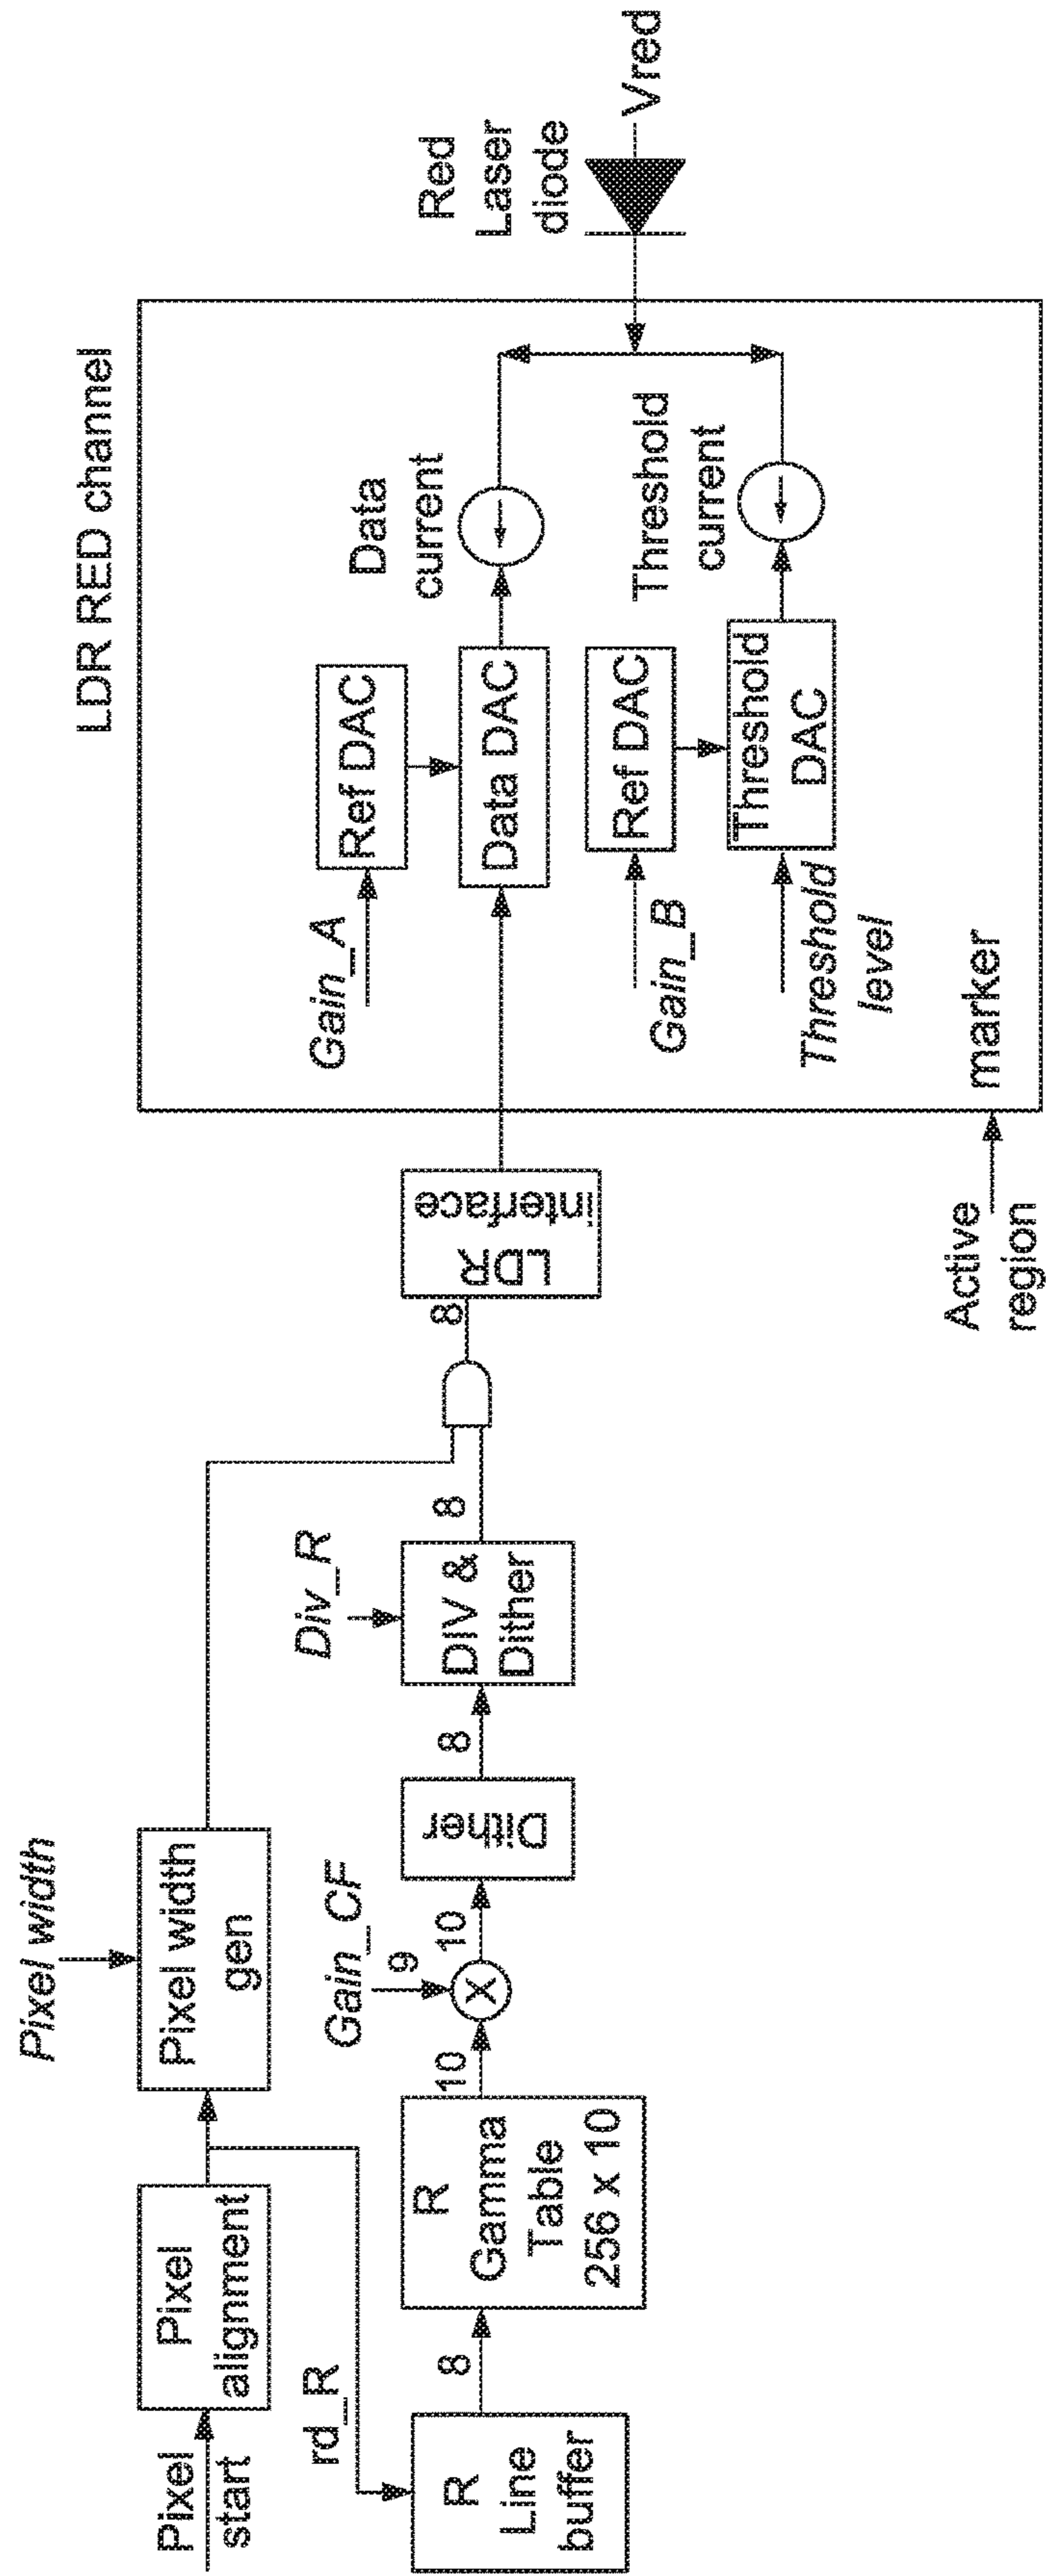 Pixel
start
Pixel
alignment
rd_R
R
Line
buffer
8
R
Gamma
Table
256 x 10
10
Pixel width
Pixel width
gen
Gain_CF
9
X
10
Dither
8
Div_R
DIV &
Dither
8
8
LDR
interface
LDR RED channel
Gain_A
Ref DAC
Data DAC
Data
current
Gain_B
Ref DAC
Threshold
level
Threshold
DAC
Threshold
current
Active
region
marker
Red
Laser
diode
Vred